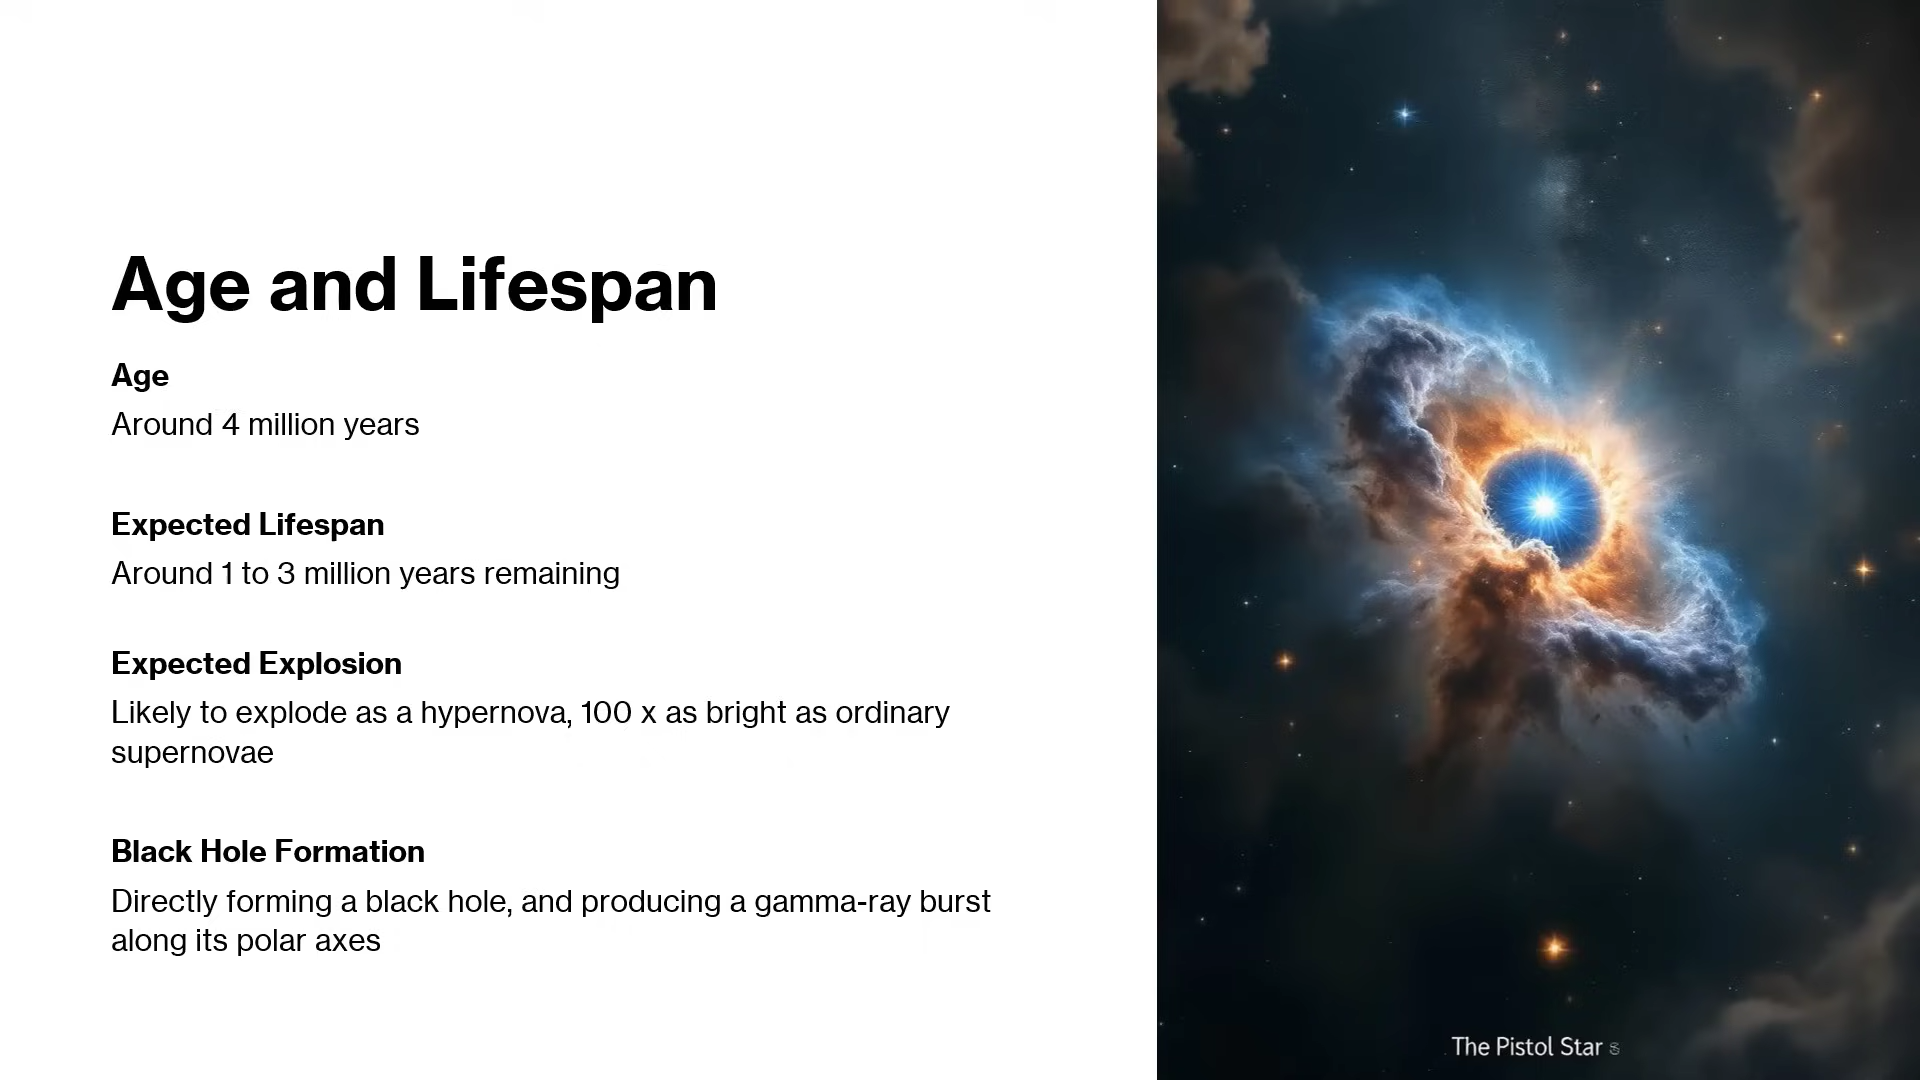 Age and Lifespan
Age
Around 4 million years
Expected Lifespan
Around 1 to 3 million years remaining
Expected Explosion
Likely to explode as a hypernova, 100 x as bright as ordinary
supernovae
Black Hole Formation
Directly forming a black hole, and producing a gamma-ray burst
along its polar axes
The Pistol Star